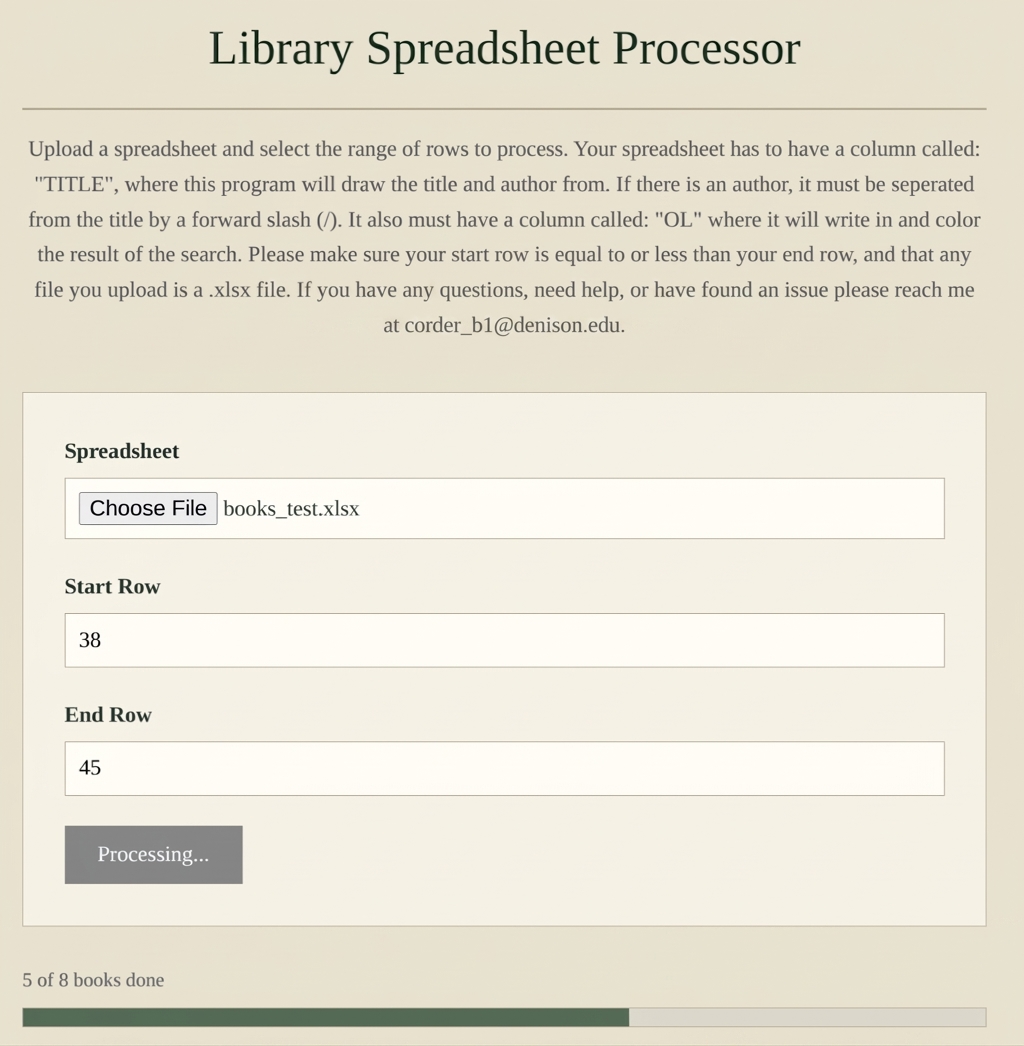 Library Spreadsheet Processor
Upload a spreadsheet and select the range of rows to process. Your spreadsheet has to have a column called:
"TITLE", where this program will draw the title and author from. If there is an author, it must be seperated
from the title by a forward slash (/). It also must have a column called: "OL" where it will write in and color
the result of the search. Please make sure your start row is equal to or less than your end row, and that any
file you upload is a .xlsx file. If you have any questions, need help, or have found an issue please reach me
at corder_b1@denison.edu.
Spreadsheet
Choose File books_test.xlsx
Start Row
38
End Row
45
Processing...
5 of 8 books done